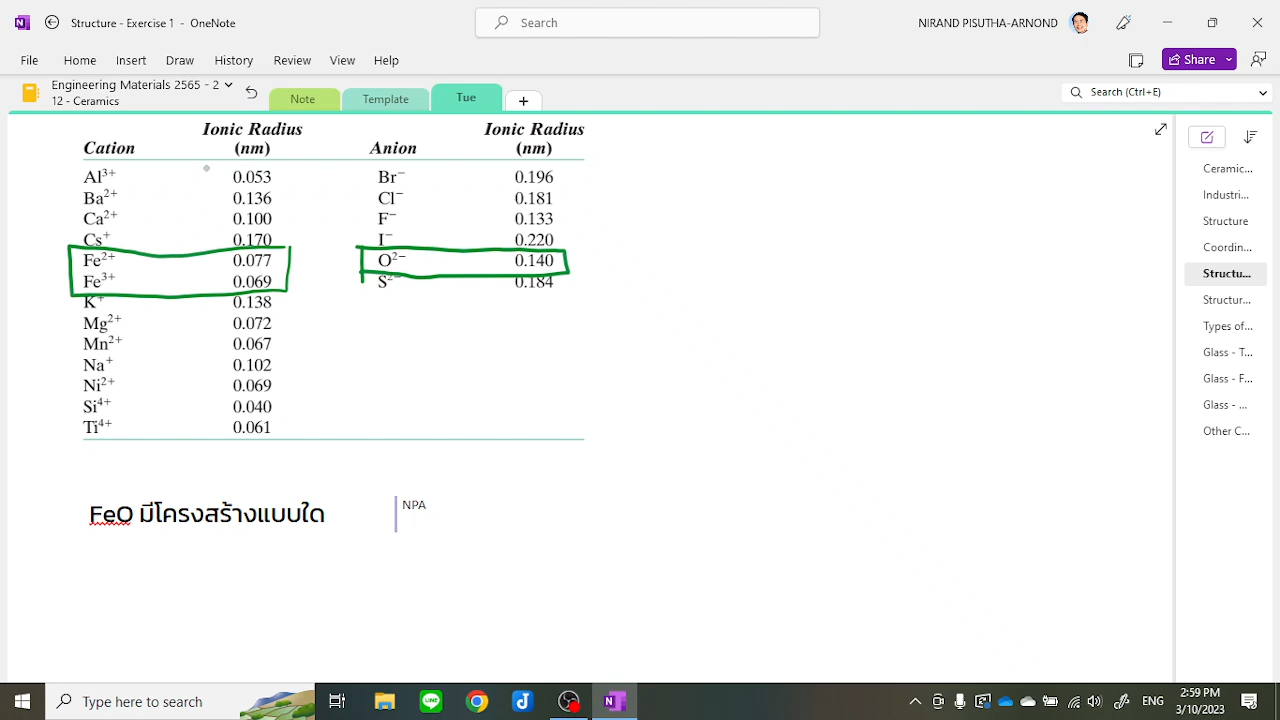 Structure - Exercise 1 - OneNote
Search
NIRAND PISUTHA-ARNOND
File Home Insert Draw History Review View Help
Share
Engineering Materials 2565 - 2
12 - Ceramics
Note
Template
Tue
Search (Ctrl+E)
Ionic Radius Ionic Radius
Cation (nm) Anion (nm)
Al3+ 0.053 Br− 0.196
Ba2+ 0.136 Cl− 0.181
Ca2+ 0.100 F− 0.133
Cs+ 0.170 I− 0.220
Fe2+ 0.077 O2− 0.140
Fe3+ 0.069 S2− 0.184
K+ 0.138
Mg2+ 0.072
Mn2+ 0.067
Na+ 0.102
Ni2+ 0.069
Si4+ 0.040
Ti4+ 0.061
FeO มีโครงสร้างแบบใด
NPA
Ceramic...
Industri...
Structure
Coordin...
Structu...
Structur...
Types of...
Glass - T...
Glass - F...
Glass - ...
Other C...
Type here to search
ENG
2:59 PM
3/10/2023